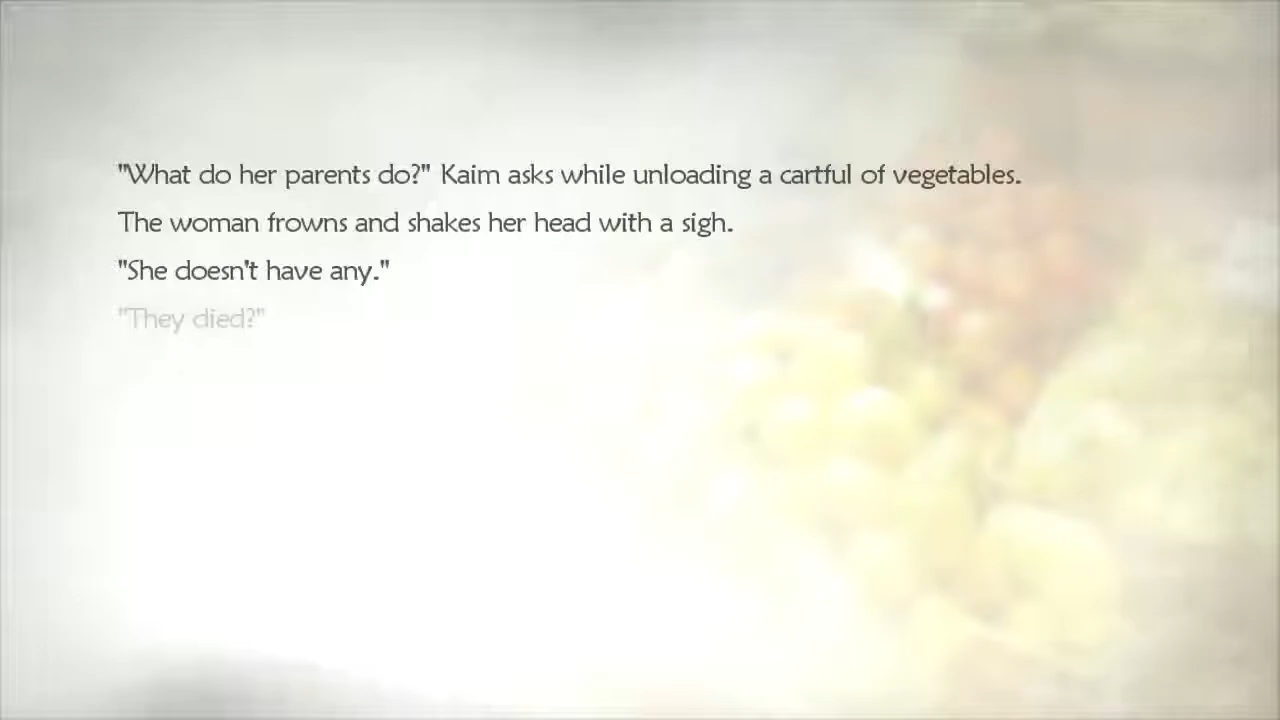 "What do her parents do?" Kaim asks while unloading a cartful of vegetables.
The woman frowns and shakes her head with a sigh.
"She doesn't have any."
"They died?"